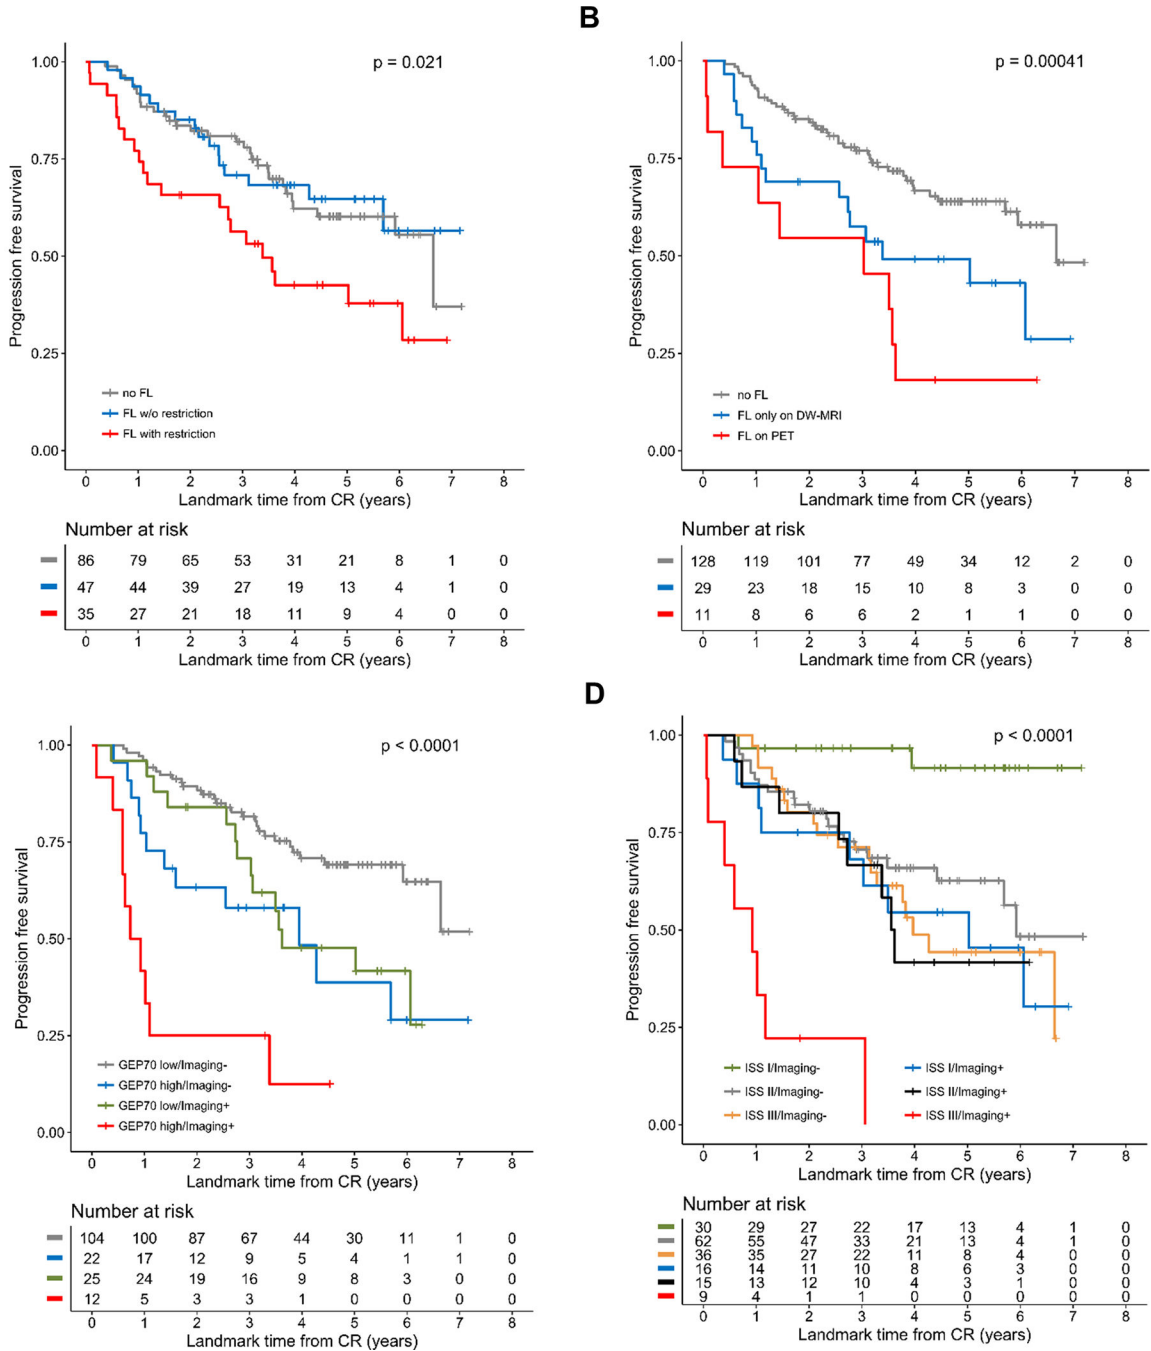 B
p = 0.021
1.00
0.75
0.50
0.25
0.00
Progression free survival
no FL
FL w/o restriction
FL with restriction
0 1 2 3 4 5 6 7 8
Landmark time from CR (years)
Number at risk
86 79 65 53 31 21 8 1 0
47 44 39 27 19 13 4 1 0
35 27 21 18 11 9 4 0 0
0 1 2 3 4 5 6 7 8
Landmark time from CR (years)
p = 0.00041
1.00
0.75
0.50
0.25
0.00
Progression free survival
no FL
FL only on DW-MRI
FL on PET
0 1 2 3 4 5 6 7 8
Landmark time from CR (years)
Number at risk
128 119 101 77 49 34 12 2 0
29 23 18 15 10 8 3 0 0
11 8 6 6 2 1 1 0 0
0 1 2 3 4 5 6 7 8
Landmark time from CR (years)
D
p < 0.0001
1.00
0.75
0.50
0.25
0.00
Progression free survival
GEP70 low/Imaging-
GEP70 high/Imaging-
GEP70 low/Imaging+
GEP70 high/Imaging+
0 1 2 3 4 5 6 7 8
Landmark time from CR (years)
Number at risk
104 100 87 67 44 30 11 1 0
22 17 12 9 5 4 1 1 0
25 24 19 16 9 8 3 0 0
12 5 3 3 1 0 0 0 0
0 1 2 3 4 5 6 7 8
Landmark time from CR (years)
p < 0.0001
1.00
0.75
0.50
0.25
0.00
Progression free survival
ISS I/Imaging- ISS I/Imaging+
ISS II/Imaging- ISS II/Imaging+
ISS III/Imaging- ISS III/Imaging+
0 1 2 3 4 5 6 7 8
Landmark time from CR (years)
Number at risk
30 29 27 22 17 13 4 1 0
62 55 47 33 21 13 4 1 0
36 35 27 22 11 8 4 0 0
16 14 11 10 8 6 3 0 0
15 13 12 10 4 3 1 0 0
9 4 1 1 0 0 0 0 0
0 1 2 3 4 5 6 7 8
Landmark time from CR (years)